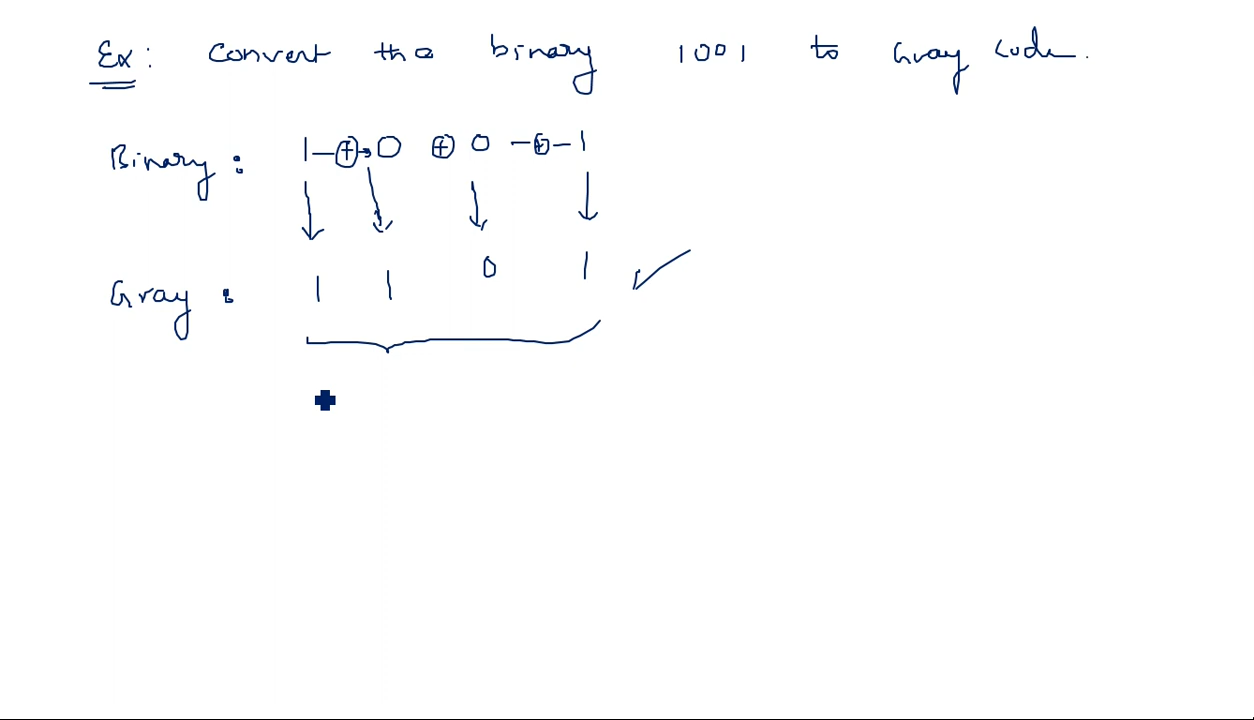 Ex: Convert the binary 1001 to Gray code.
Binary: 1 ⊕ 0 ⊕ 0 ⊕ 1
Gray: 1 1 0 1